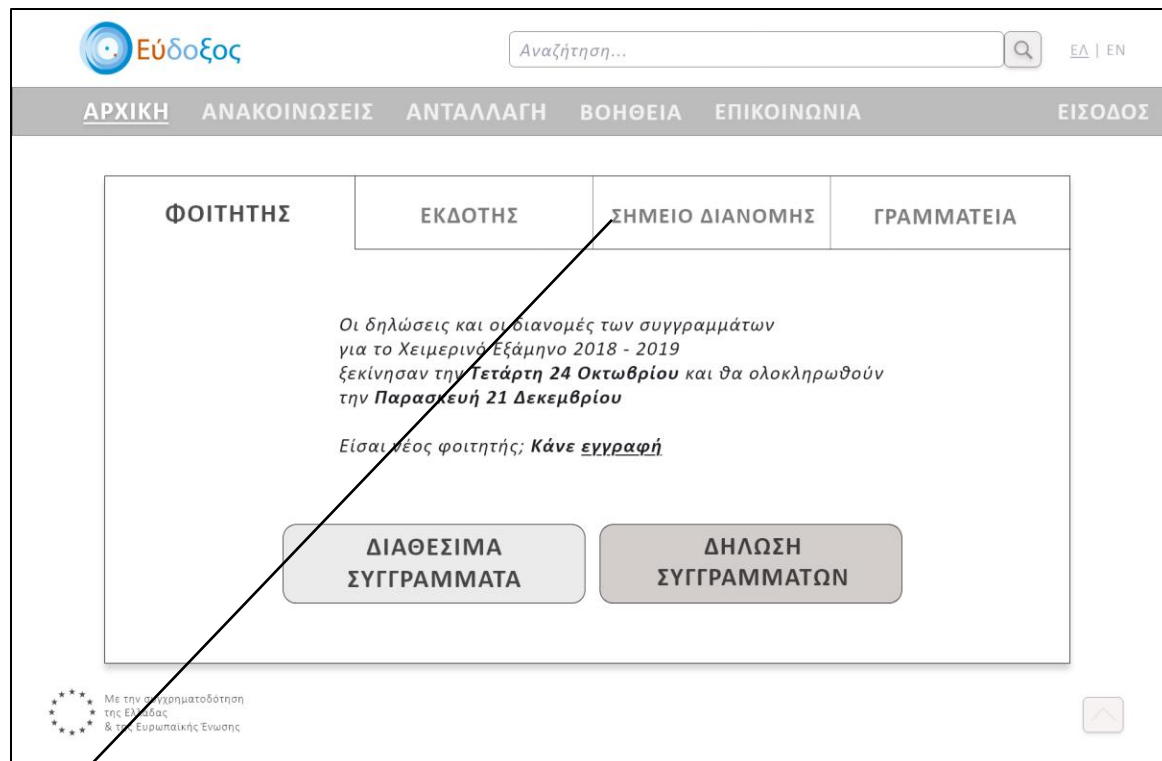 Εύδοξος
Αναζήτηση...
ΕΛ | EN
ΑΡΧΙΚΗ ΑΝΑΚΟΙΝΩΣΕΙΣ ΑΝΤΑΛΛΑΓΗ ΒΟΗΘΕΙΑ ΕΠΙΚΟΙΝΩΝΙΑ ΕΙΣΟΔΟΣ
ΦΟΙΤΗΤΗΣ ΕΚΔΟΤΗΣ ΣΗΜΕΙΟ ΔΙΑΝΟΜΗΣ ΓΡΑΜΜΑΤΕΙΑ
Οι δηλώσεις και οι διανομές των συγγραμμάτων
για το Χειμερινό Εξάμηνο 2018 - 2019
ξεκίνησαν την Τετάρτη 24 Οκτωβρίου και θα ολοκληρωθούν
την Παρασκευή 21 Δεκεμβρίου
Είσαι νέος φοιτητής; Κάνε εγγραφή
ΔΙΑΘΕΣΙΜΑ
ΣΥΓΓΡΑΜΜΑΤΑ
ΔΗΛΩΣΗ
ΣΥΓΓΡΑΜΜΑΤΩΝ
Με την συγχρηματοδότηση
της Ελλάδας
& της Ευρωπαϊκής Ένωσης